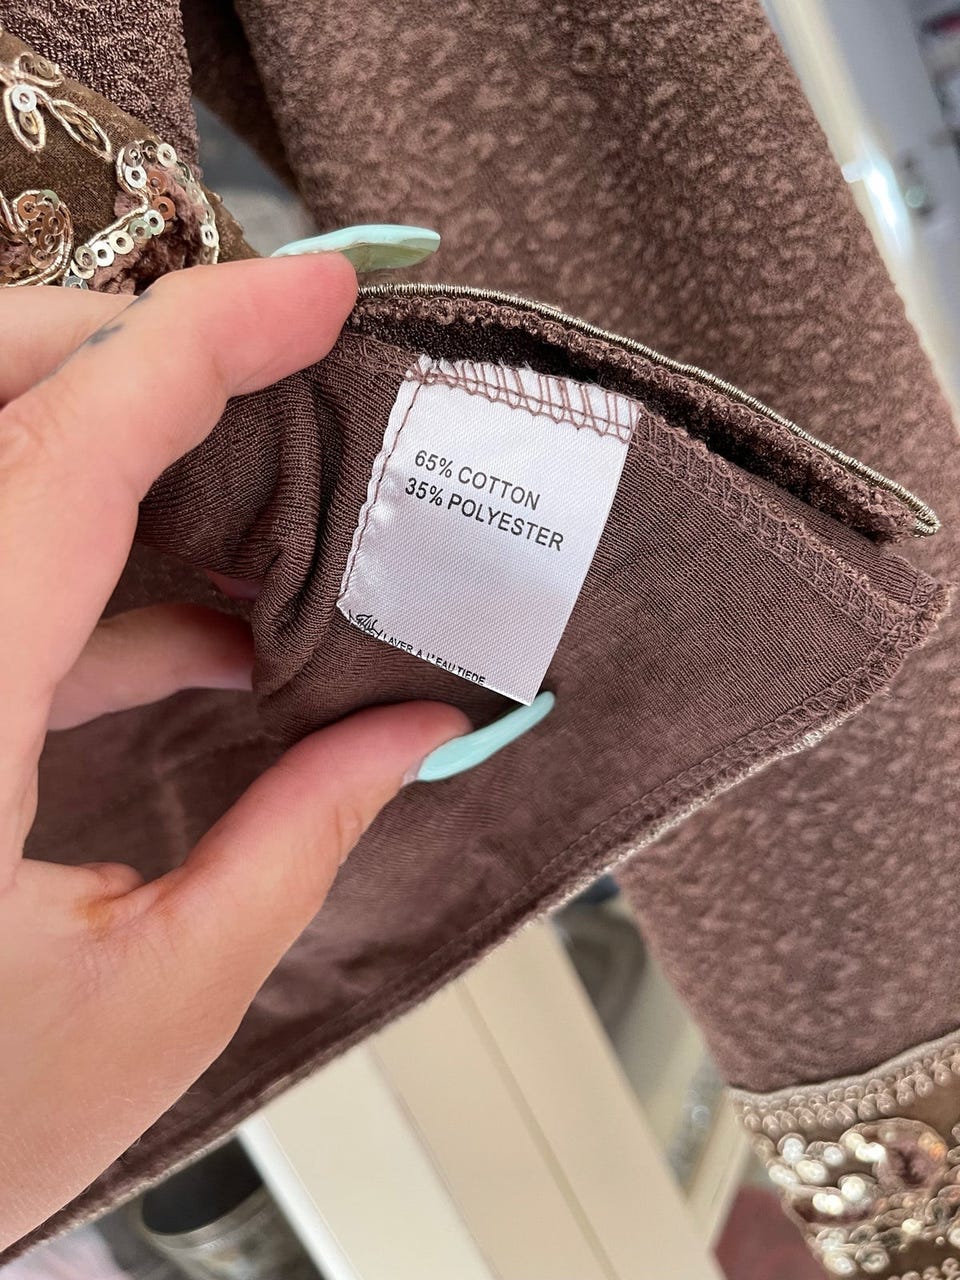 65% COTTON
35% POLYESTER
LAVER A L'EAU TIEDE